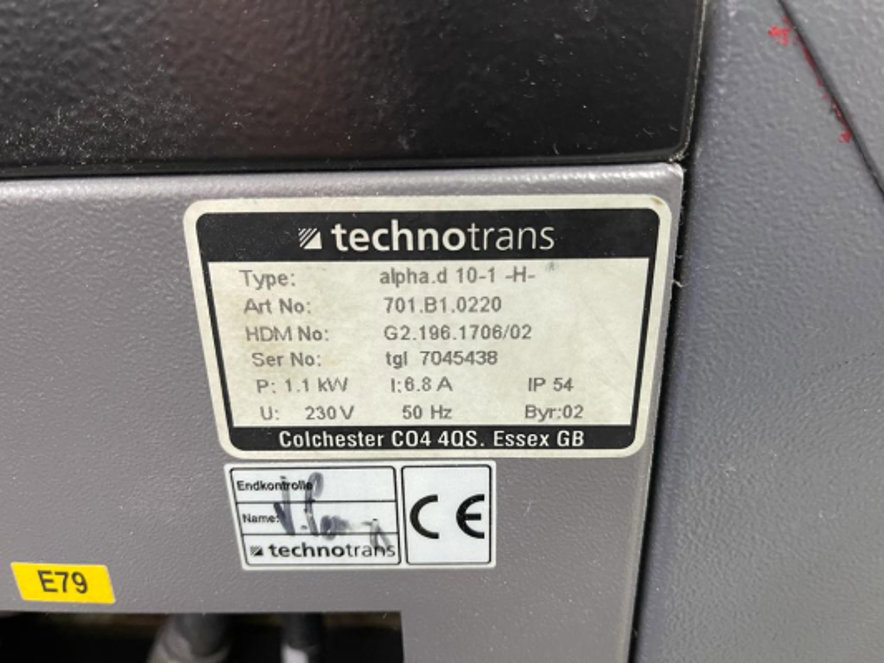 technotrans
Type: alpha.d 10-1 -H-
Art No: 701.B1.0220
HDM No: G2.196.1706/02
Ser No: tgl 7045438
P: 1.1 kW I:6.8 A IP 54
U: 230 V 50 Hz Byr:02
Colchester CO4 4QS. Essex GB
Endkontrolle
Name:
technotrans
CE
E79